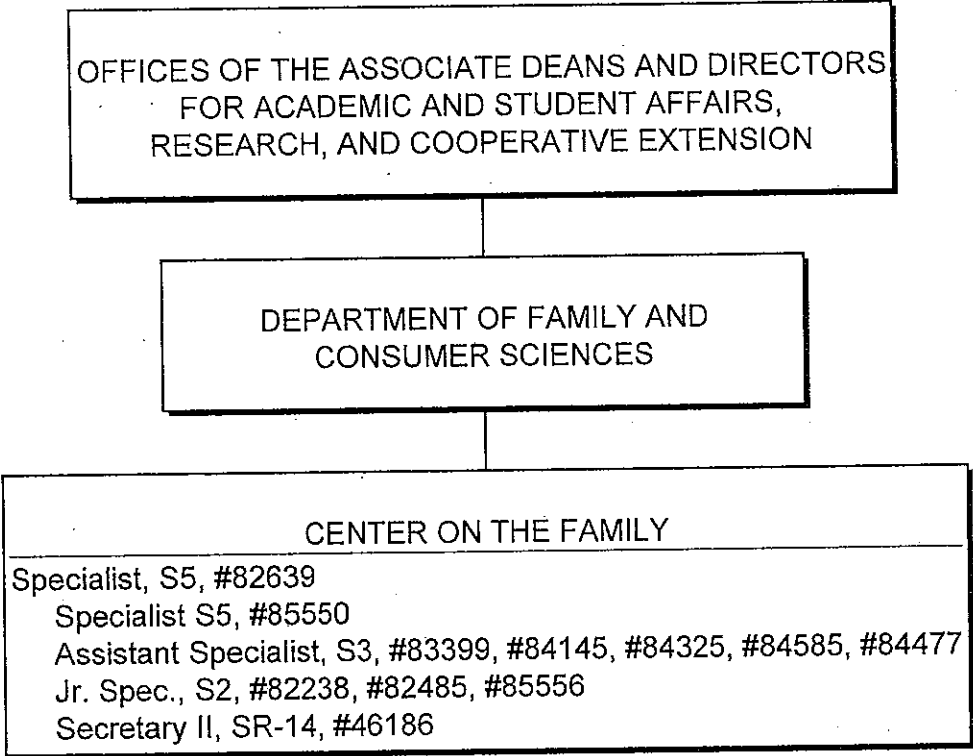 OFFICES OF THE ASSOCIATE DEANS AND DIRECTORS
FOR ACADEMIC AND STUDENT AFFAIRS,
RESEARCH, AND COOPERATIVE EXTENSION
DEPARTMENT OF FAMILY AND
CONSUMER SCIENCES
CENTER ON THE FAMILY
Specialist, S5, #82639
Specialist S5, #85550
Assistant Specialist, S3, #83399, #84145, #84325, #84585, #84477
Jr. Spec., S2, #82238, #82485, #85556
Secretary II, SR-14, #46186